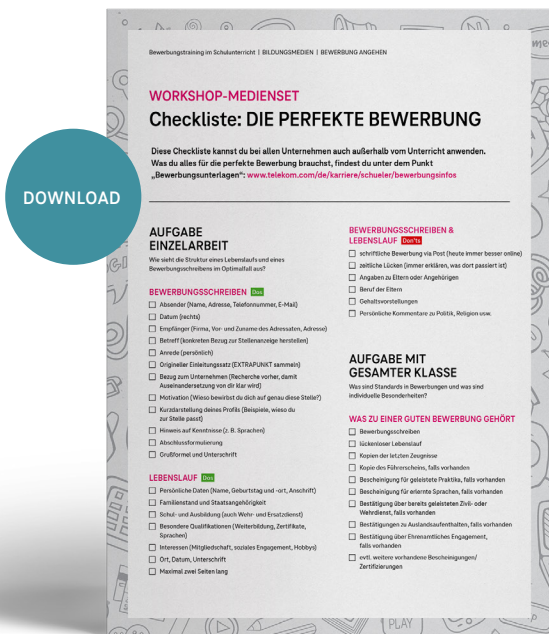 Bewerbungstraining im Schulunterricht | BILDUNGSMEDIEN | BEWERBUNG ANGEHEN
WORKSHOP-MEDIENSET
Checkliste: DIE PERFEKTE BEWERBUNG
Diese Checkliste kannst du bei allen Unternehmen auch außerhalb vom Unterricht anwenden.
Was du alles für die perfekte Bewerbung brauchst, findest du unter dem Punkt
„Bewerbungsunterlagen“: www.telekom.com/de/karriere/schueler/bewerbungsinfos
DOWNLOAD
AUFGABE
EINZELARBEIT
Wie sieht die Struktur eines Lebenslaufs und eines
Bewerbungsschreibens im Optimalfall aus?
BEWERBUNGSSCHREIBEN Dos
Absender (Name, Adresse, Telefonnummer, E-Mail)
Datum (rechts)
Empfänger (Firma, Vor- und Zuname des Adressaten, Adresse)
Betreff (konkreten Bezug zur Stellenanzeige herstellen)
Anrede (persönlich)
Origineller Einleitungssatz (EXTRAPUNKT sammeln)
Bezug zum Unternehmen (Recherche vorher, damit
Auseinandersetzung von dir klar wird)
Motivation (Wieso bewirbst du dich auf genau diese Stelle?)
Kurzdarstellung deines Profils (Beispiele, wieso du
zur Stelle passt)
Hinweis auf Kenntnisse (z. B. Sprachen)
Abschlussformulierung
Grußformel und Unterschrift
LEBENSLAUF Dos
Persönliche Daten (Name, Geburtstag und -ort, Anschrift)
Familienstand und Staatsangehörigkeit
Schul- und Ausbildung (auch Wehr- und Ersatzdienst)
Besondere Qualifikationen (Weiterbildung, Zertifikate,
Sprachen)
Interessen (Mitgliedschaft, soziales Engagement, Hobbys)
Ort, Datum, Unterschrift
Maximal zwei Seiten lang
BEWERBUNGSSCHREIBEN &
LEBENSLAUF Don'ts
schriftliche Bewerbung via Post (heute immer besser online)
zeitliche Lücken (immer erklären, was dort passiert ist)
Angaben zu Eltern oder Angehörigen
Beruf der Eltern
Gehaltsvorstellungen
Persönliche Kommentare zu Politik, Religion usw.
AUFGABE MIT
GESAMTER KLASSE
Was sind Standards in Bewerbungen und was sind
individuelle Besonderheiten?
WAS ZU EINER GUTEN BEWERBUNG GEHÖRT
Bewerbungsschreiben
lückenloser Lebenslauf
Kopien der letzten Zeugnisse
Kopie des Führerscheins, falls vorhanden
Bescheinigung für geleistete Praktika, falls vorhanden
Bescheinigung für erlernte Sprachen, falls vorhanden
Bestätigung über bereits geleisteten Zivil- oder
Wehrdienst, falls vorhanden
Bestätigungen zu Auslandsaufenthalten, falls vorhanden
Bestätigung über Ehrenamtliches Engagement,
falls vorhanden
evtl. weitere vorhandene Bescheinigungen/
Zertifizierungen
PLAY